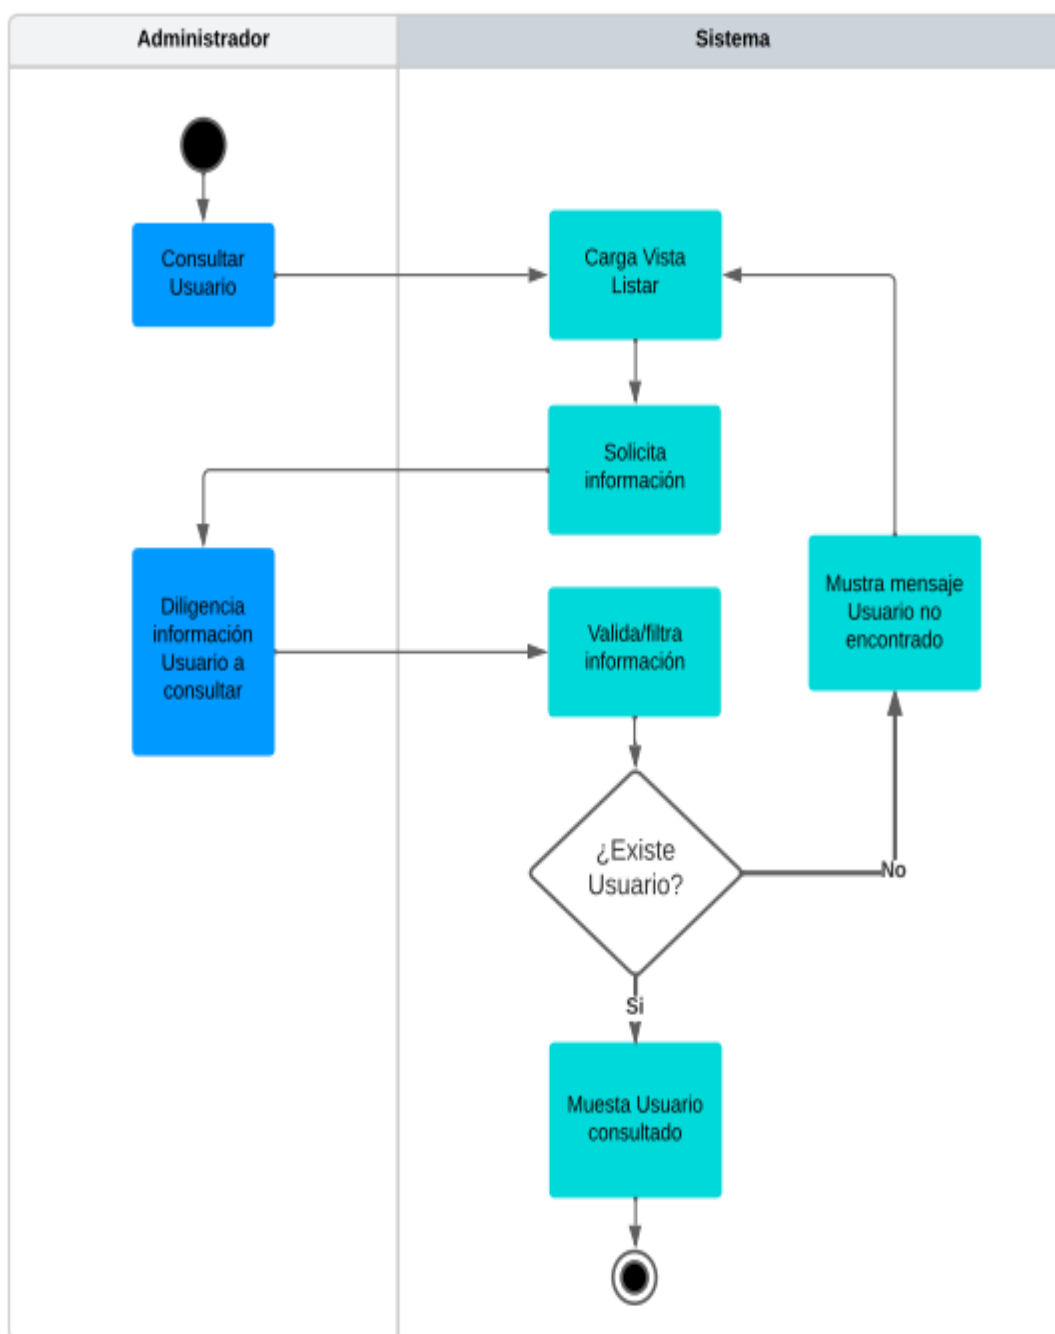 Administrador
Sistema
Consultar
Usuario
Carga Vista
Listar
Solicita
información
Diligencia
información
Usuario a
consultar
Valida/filtra
información
Mustra mensaje
Usuario no
encontrado
¿Existe
Usuario?
No
Si
Muesta Usuario
consultado